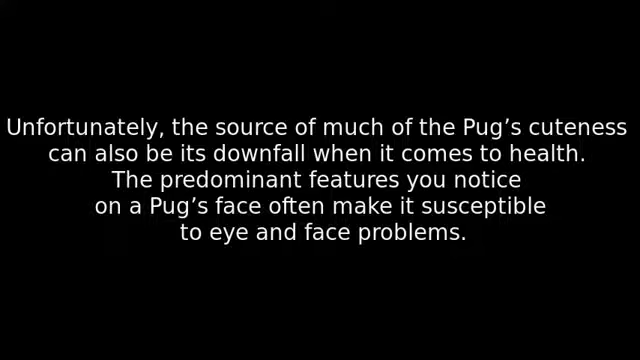 Unfortunately, the source of much of the Pug’s cuteness
can also be its downfall when it comes to health.
The predominant features you notice
on a Pug’s face often make it susceptible
to eye and face problems.